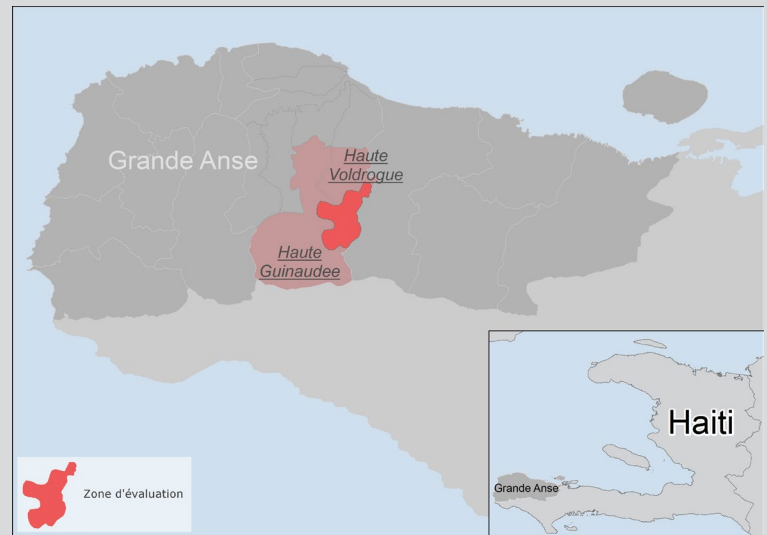 Grande Anse
Haute
Voldrogue
Haute
Guinaudee
Zone d'évaluation
Haiti
Grande Anse